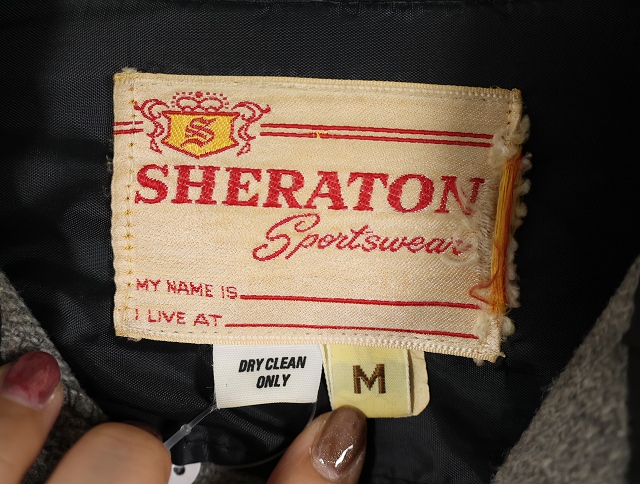 S
SHERATON
Sportswear
MY NAME IS
I LIVE AT
DRY CLEAN
ONLY
M